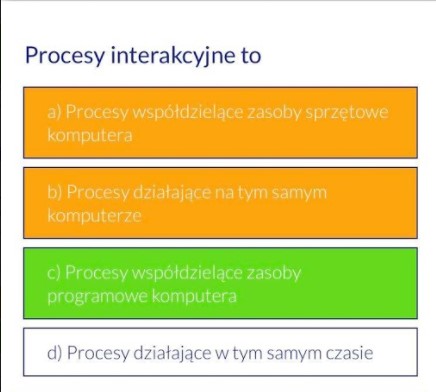 Procesy interakcyjne to
a) Procesy współdzielące zasoby sprzętowe
komputera
b) Procesy działające na tym samym
komputerze
c) Procesy współdzielące zasoby
programowe komputera
d) Procesy działające w tym samym czasie